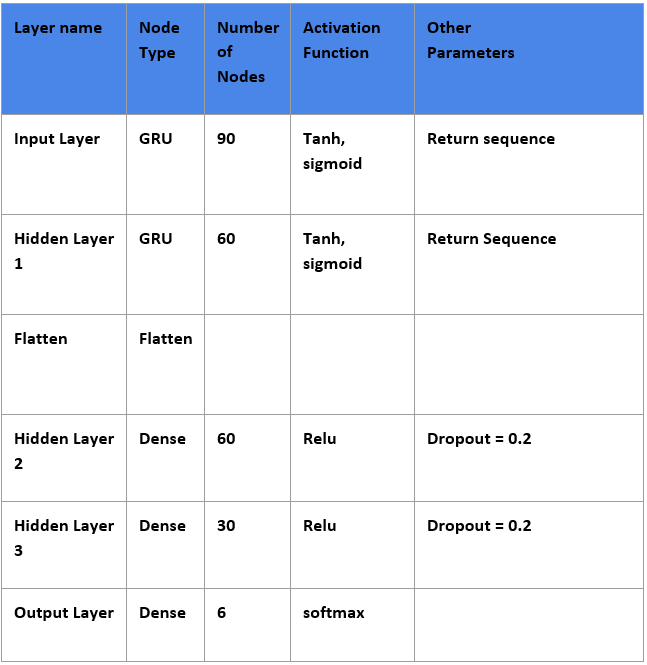 Layer name
Node
Type
Number
of
Nodes
Activation
Function
Other
Parameters
Input Layer
GRU
90
Tanh,
sigmoid
Return sequence
Hidden Layer
1
GRU
60
Tanh,
sigmoid
Return Sequence
Flatten
Flatten
Hidden Layer
2
Dense
60
Relu
Dropout = 0.2
Hidden Layer
3
Dense
30
Relu
Dropout = 0.2
Output Layer
Dense
6
softmax